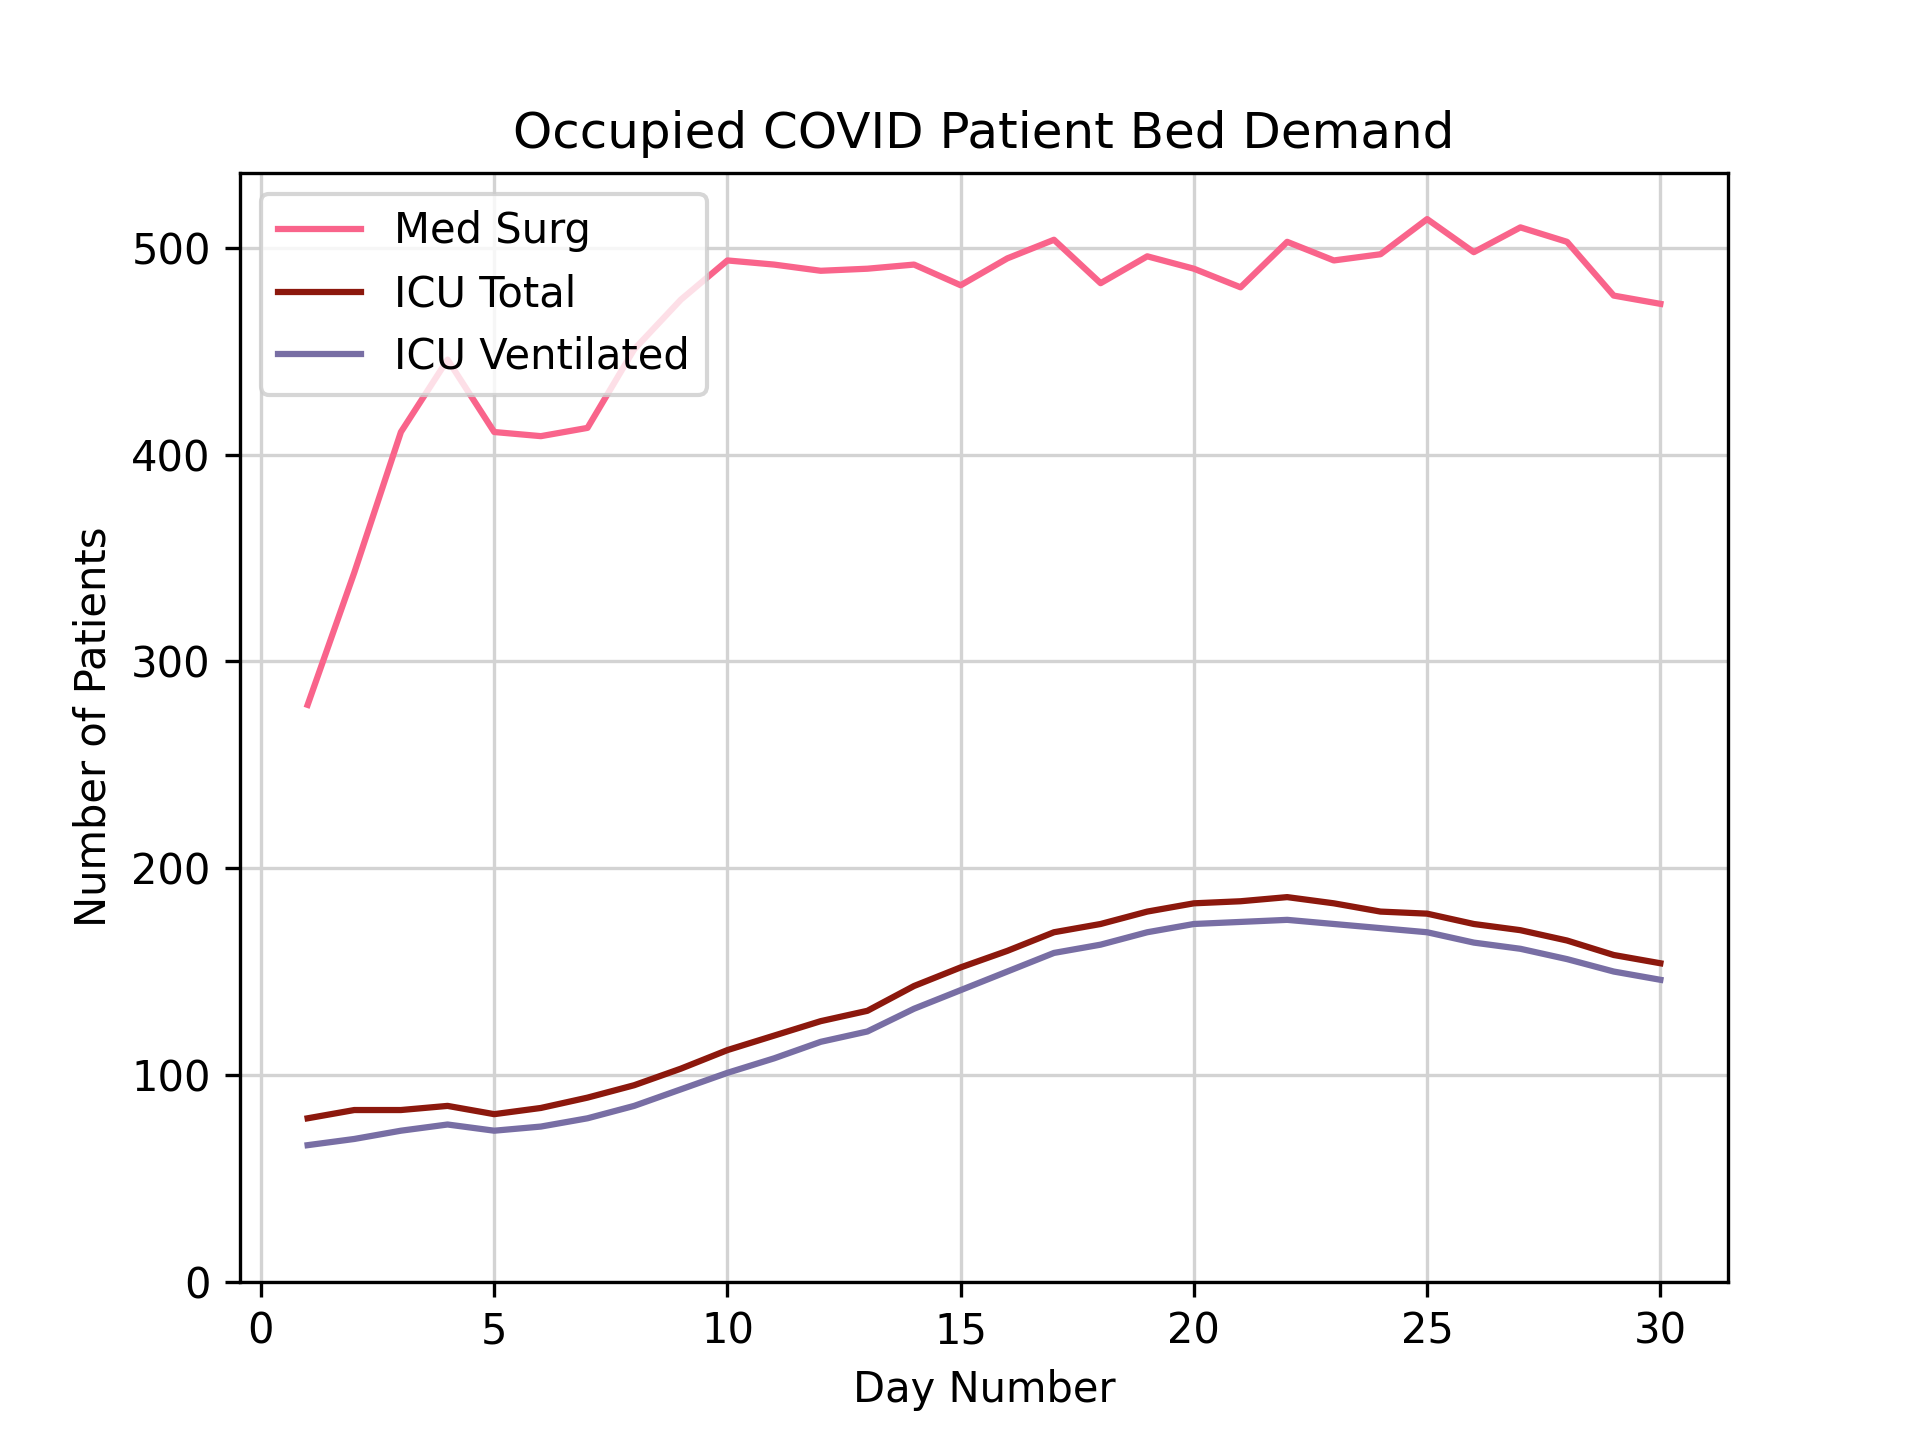 Occupied COVID Patient Bed Demand
Med Surg
ICU Total
ICU Ventilated
Number of Patients
500
400
300
200
100
0
0 5 10 15 20 25 30
Day Number